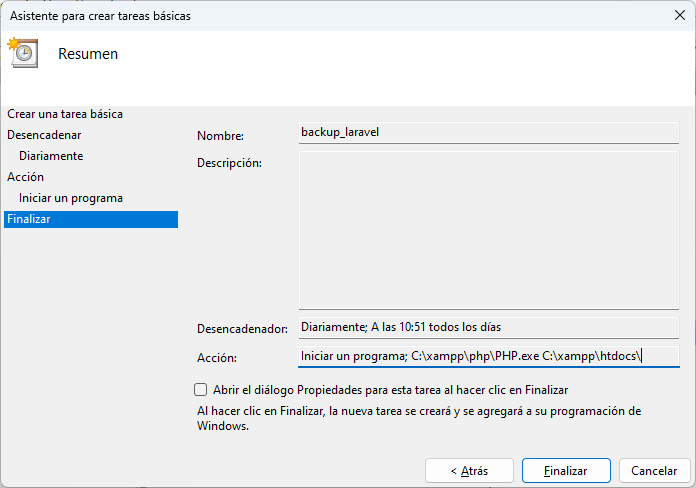 Asistente para crear tareas básicas
Resumen
Crear una tarea básica
Desencadenar
Diariamente
Acción
Iniciar un programa
Finalizar
Nombre:
backup_laravel
Descripción:
Desencadenador:
Diariamente; A las 10:51 todos los días
Acción:
Iniciar un programa; C:\xampp\php\PHP.exe C:\xampp\htdocs\
Abrir el diálogo Propiedades para esta tarea al hacer clic en Finalizar
Al hacer clic en Finalizar, la nueva tarea se creará y se agregará a su programación de
Windows.
< Atrás
Finalizar
Cancelar